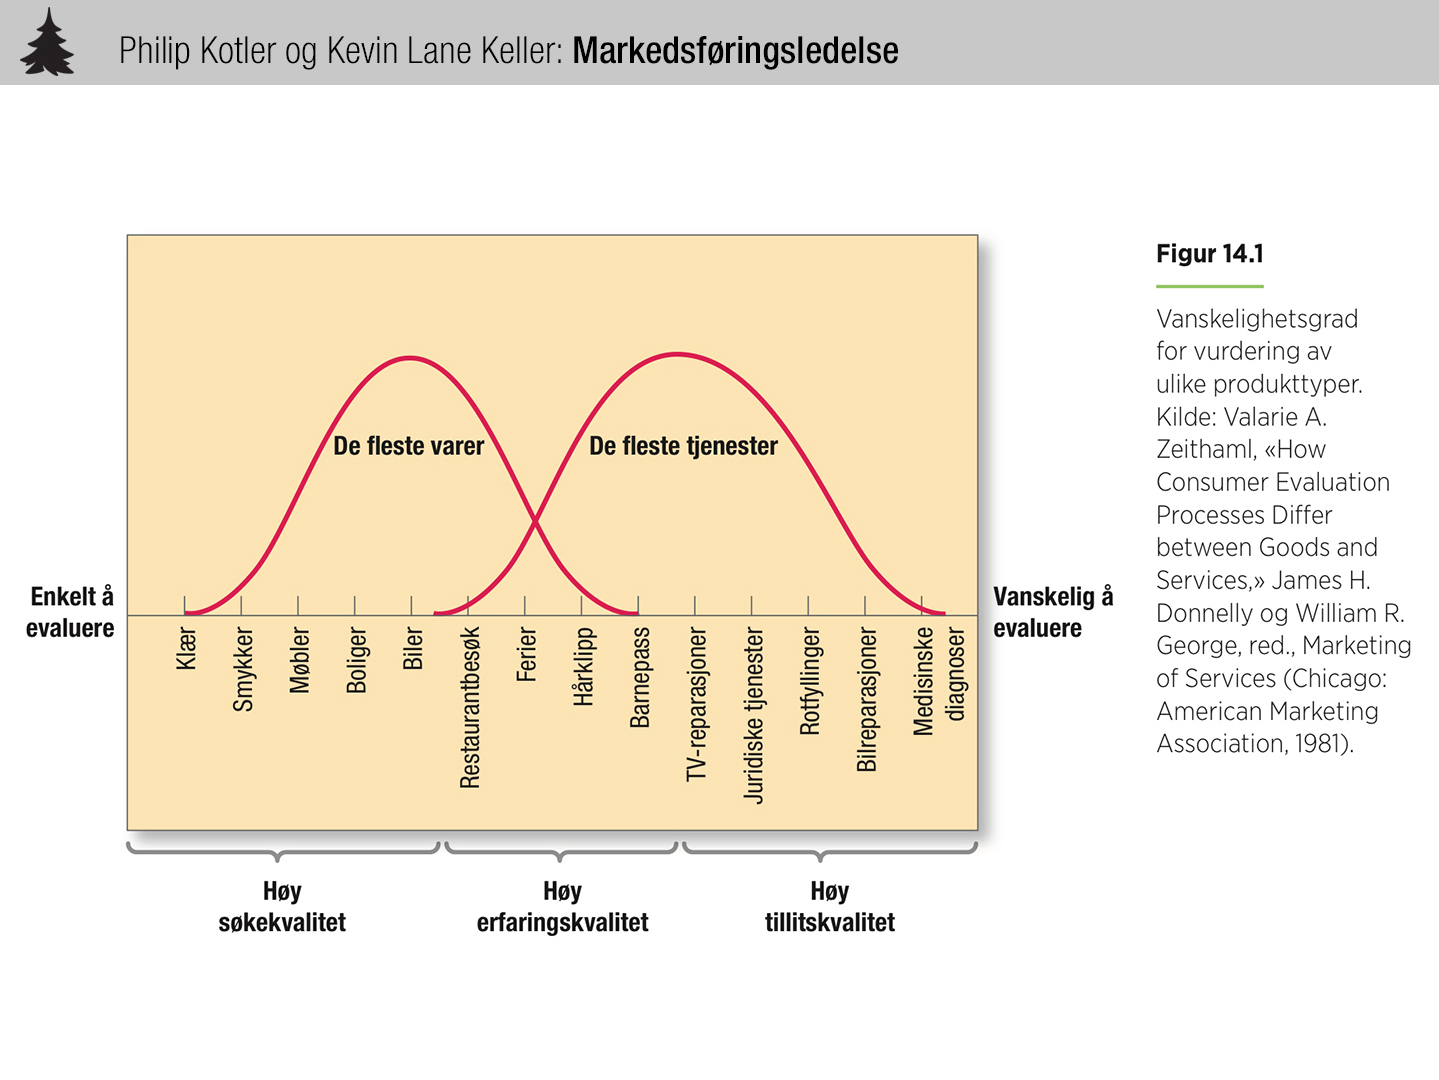 Philip Kotler og Kevin Lane Keller: Markedsføringsledelse
De fleste varer
De fleste tjenester
Enkelt å
evaluere
Vanskelig å
evaluere
Klær
Smykker
Møbler
Boliger
Biler
Restaurantbesøk
Ferier
Hårklipp
Barnepass
TV-reparasjoner
Juridiske tjenester
Rotfyllinger
Bilreparasjoner
Medisinske
diagnoser
Høy
søkekvalitet
Høy
erfaringskvalitet
Høy
tillitskvalitet
Figur 14.1
Vanskelighetsgrad
for vurdering av
ulike produkttyper.
Kilde: Valarie A.
Zeithaml, «How
Consumer Evaluation
Processes Differ
between Goods and
Services,» James H.
Donnelly og William R.
George, red., Marketing
of Services (Chicago:
American Marketing
Association, 1981).